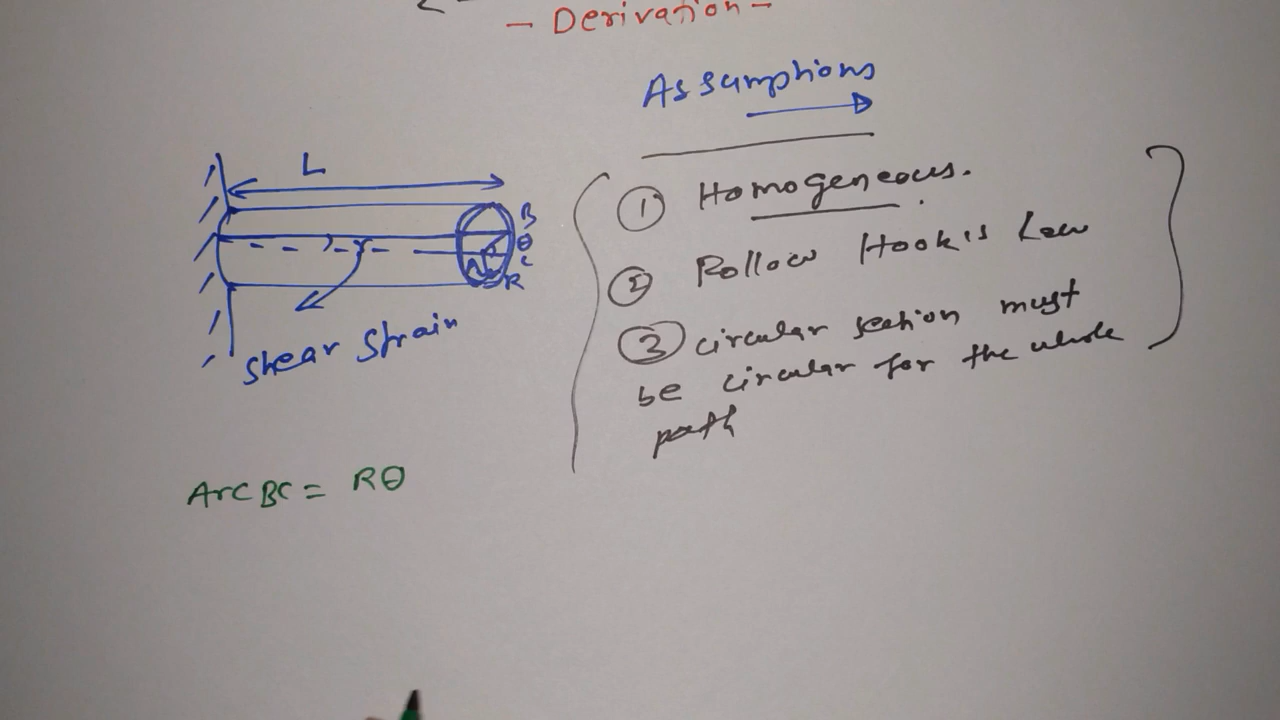 - Derivation -
Assumptions
L
① Homogeneous.
B
θ
C
R
② Follow Hook's Law
Shear Strain
③ circular section must
be circular for the whole
path
Arc BC = Rθ